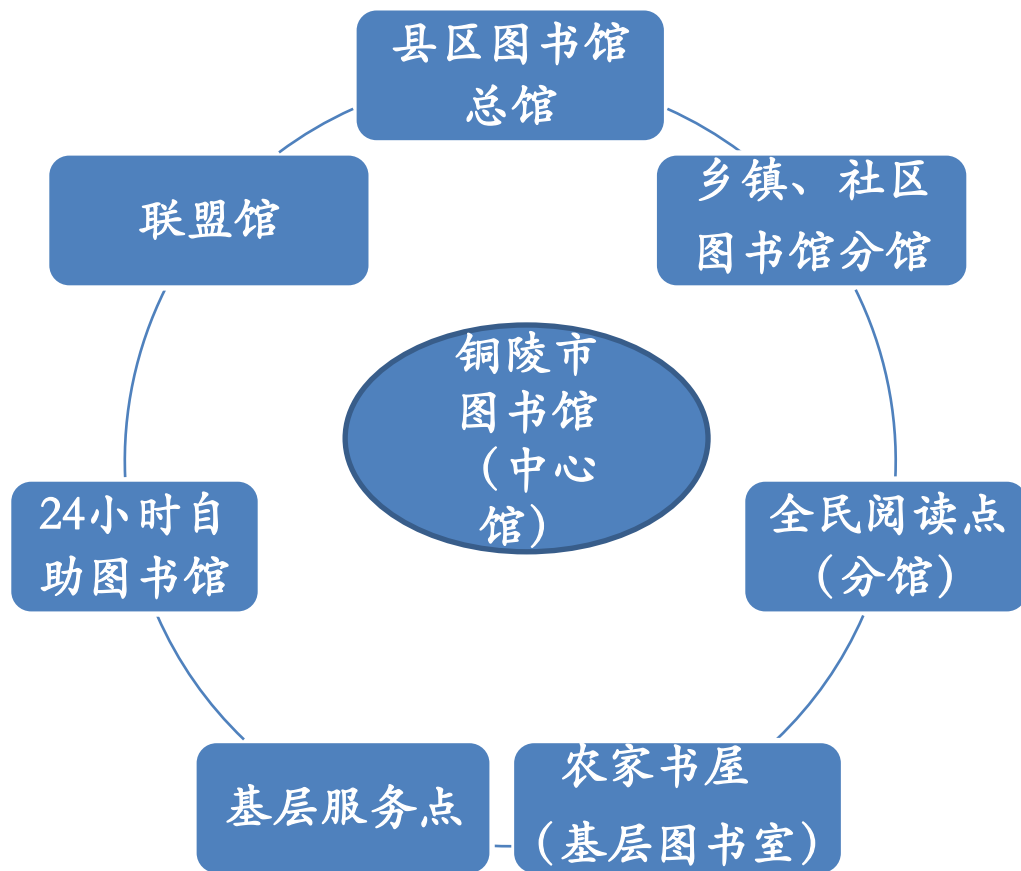 县区图书馆
总馆
联盟馆
乡镇、社区
图书馆分馆
铜陵市
图书馆
（中心
馆）
24小时自
助图书馆
全民阅读点
（分馆）
基层服务点
农家书屋
（基层图书室）